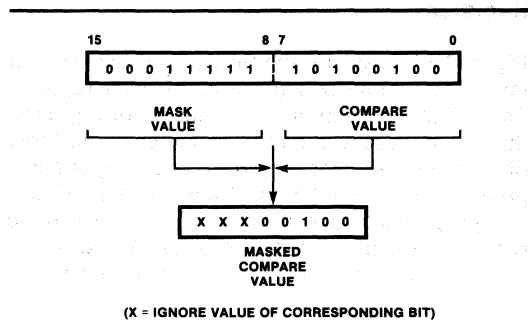 15 8 7 0
0 0 0 1 1 1 1 1 1 0 1 0 0 1 0 0
MASK COMPARE
VALUE VALUE
X X X 0 0 1 0 0
MASKED
COMPARE
VALUE
(X = IGNORE VALUE OF CORRESPONDING BIT)